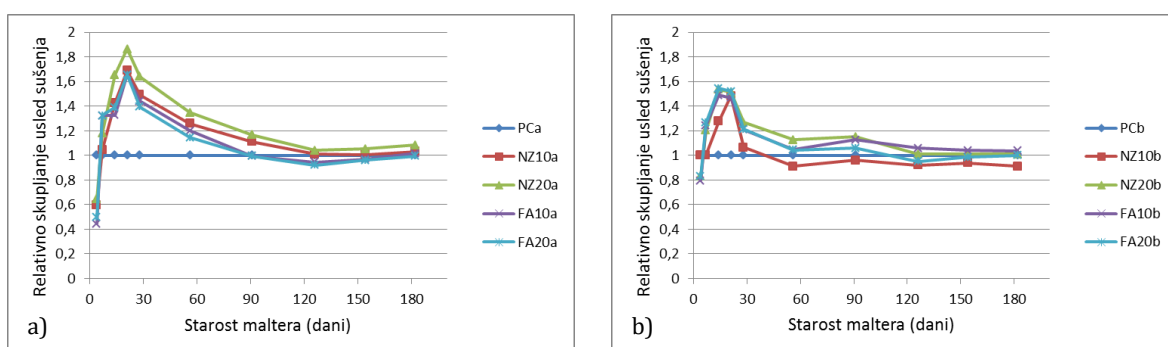 Relativno skupljanje usled sušenja
2
1,8
1,6
1,4
1,2
1
0,8
0,6
0,4
0,2
0
0 30 60 90 120 150 180
Starost maltera (dani)
PCa
NZ10a
NZ20a
FA10a
FA20a
a)
Relativno skupljanje usled sušenja
2
1,8
1,6
1,4
1,2
1
0,8
0,6
0,4
0,2
0
0 30 60 90 120 150 180
Starost maltera (dani)
PCb
NZ10b
NZ20b
FA10b
FA20b
b)